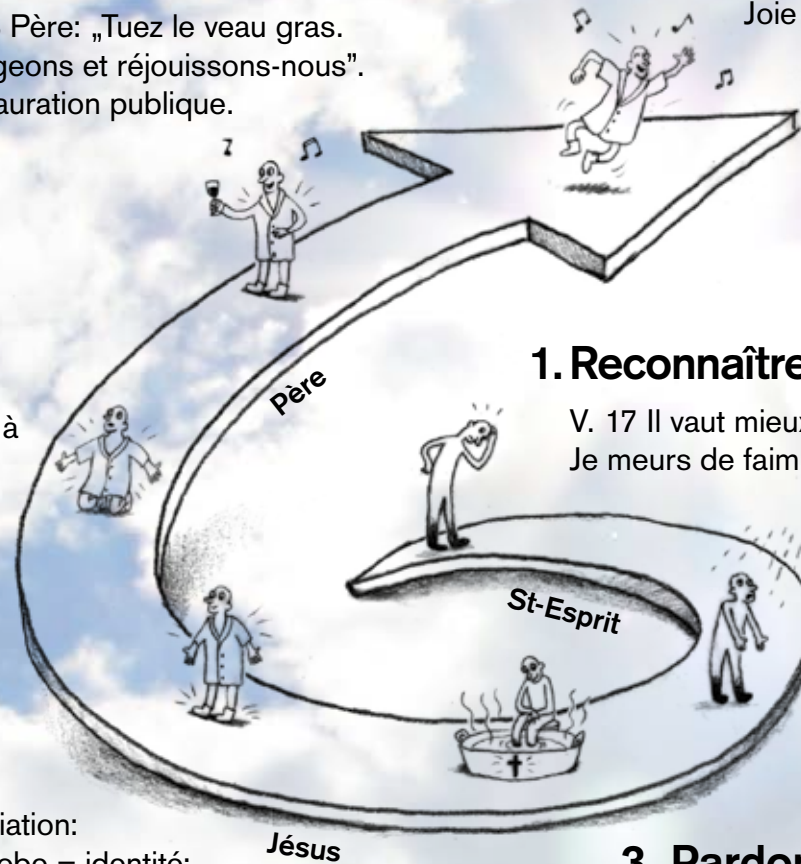 Père: „Tuez le veau gras.
geons et réjouissons-nous”.
auration publique.
Joie
Père
à
1. Reconnaître
V. 17 Il vaut mieux
Je meurs de faim
St-Esprit
iation:
= identité:
Jésus
3. Pardon